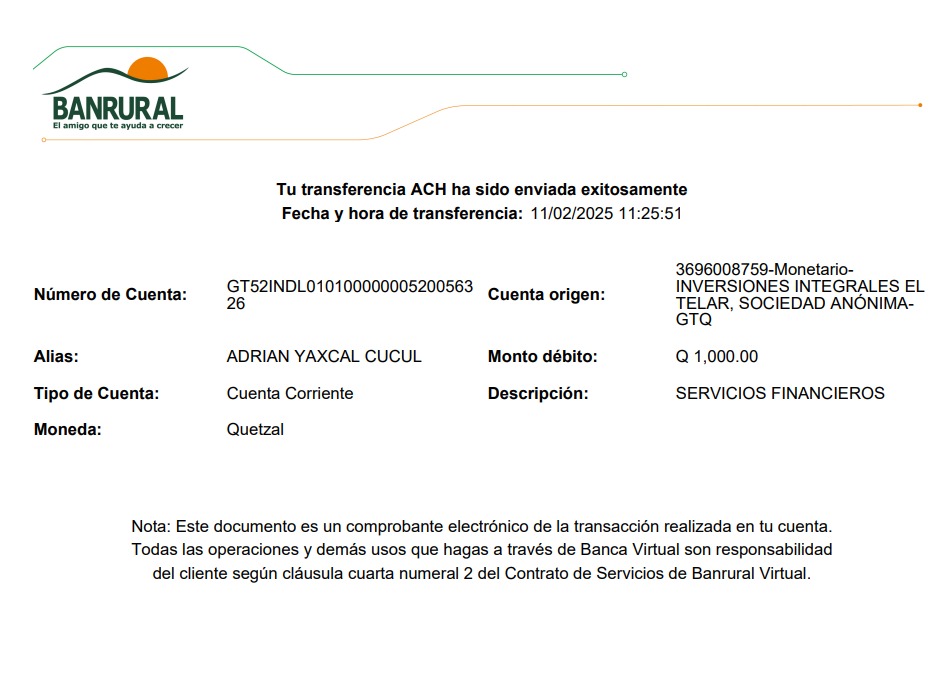 BANRURAL
El amigo que te ayuda a crecer
Tu transferencia ACH ha sido enviada exitosamente
Fecha y hora de transferencia: 11/02/2025 11:25:51
Número de Cuenta:
GT52INDL010100000005200563
26
Cuenta origen:
3696008759-Monetario-
INVERSIONES INTEGRALES EL
TELAR, SOCIEDAD ANÓNIMA-
GTQ
Alias:
ADRIAN YAXCAL CUCUL
Monto débito:
Q 1,000.00
Tipo de Cuenta:
Cuenta Corriente
Descripción:
SERVICIOS FINANCIEROS
Moneda:
Quetzal
Nota: Este documento es un comprobante electrónico de la transacción realizada en tu cuenta.
Todas las operaciones y demás usos que hagas a través de Banca Virtual son responsabilidad
del cliente según cláusula cuarta numeral 2 del Contrato de Servicios de Banrural Virtual.